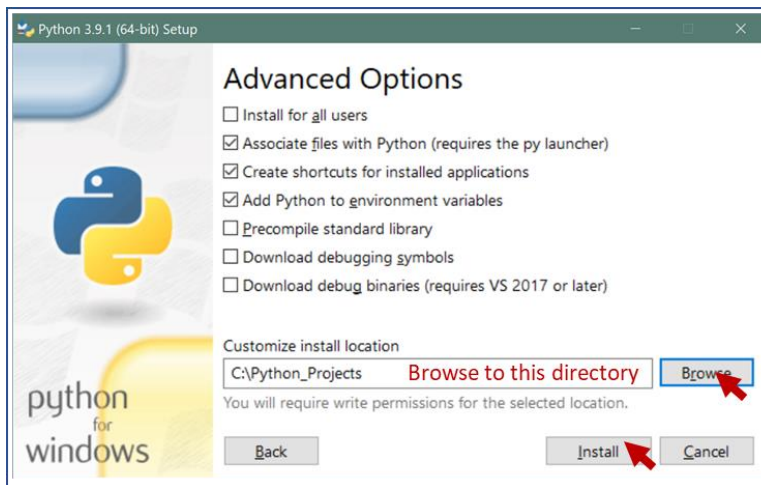 Python 3.9.1 (64-bit) Setup
Advanced Options
Install for all users
Associate files with Python (requires the py launcher)
Create shortcuts for installed applications
Add Python to environment variables
Precompile standard library
Download debugging symbols
Download debug binaries (requires VS 2017 or later)
Customize install location
C:\Python_Projects Browse to this directory Browse
You will require write permissions for the selected location.
python
for
windows
Back Install Cancel